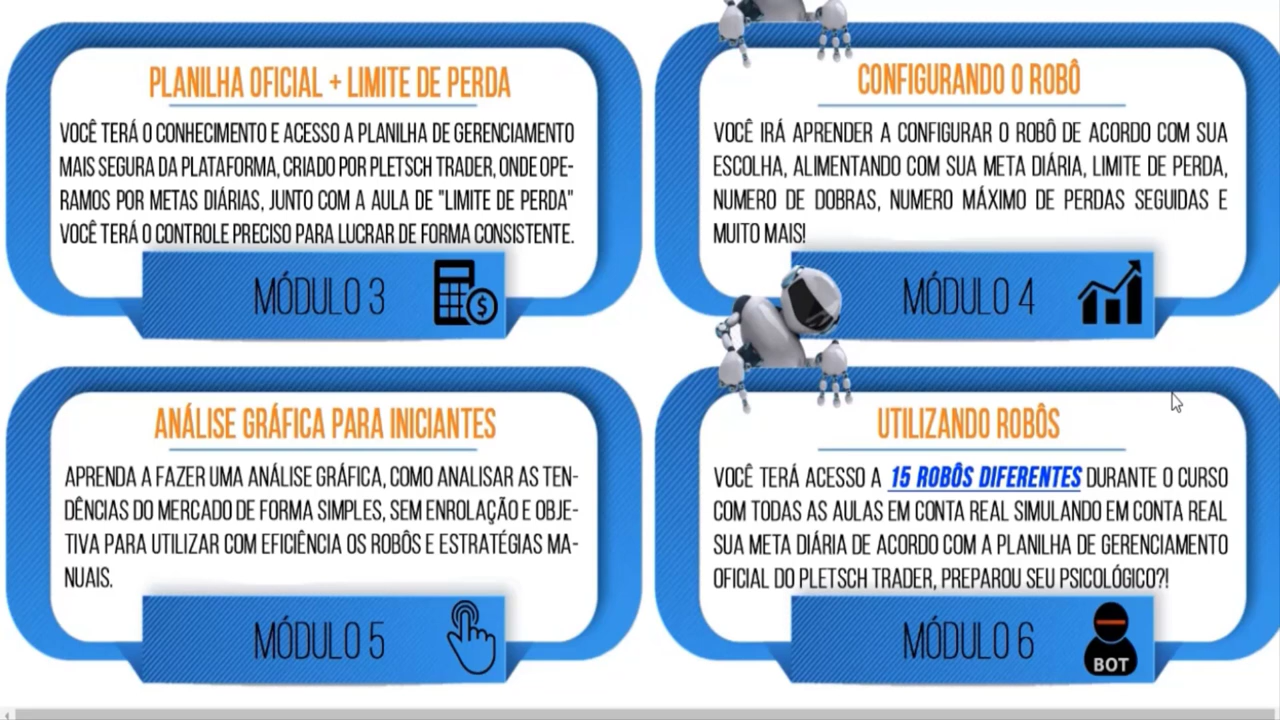 PLANILHA OFICIAL + LIMITE DE PERDA
VOCÊ TERÁ O CONHECIMENTO E ACESSO A PLANILHA DE GERENCIAMENTO
MAIS SEGURA DA PLATAFORMA, CRIADO POR PLETSCH TRADER, ONDE OPE-
RAMOS POR METAS DIÁRIAS, JUNTO COM A AULA DE "LIMITE DE PERDA"
VOCÊ TERÁ O CONTROLE PRECISO PARA LUCRAR DE FORMA CONSISTENTE.
MÓDULO 3
CONFIGURANDO O ROBÔ
VOCÊ IRÁ APRENDER A CONFIGURAR O ROBÔ DE ACORDO COM SUA
ESCOLHA, ALIMENTANDO COM SUA META DIÁRIA, LIMITE DE PERDA,
NUMERO DE DOBRAS, NUMERO MÁXIMO DE PERDAS SEGUIDAS E
MUITO MAIS!
MÓDULO 4
ANÁLISE GRÁFICA PARA INICIANTES
APRENDA A FAZER UMA ANÁLISE GRÁFICA, COMO ANALISAR AS TEN-
DÊNCIAS DO MERCADO DE FORMA SIMPLES, SEM ENROLAÇÃO E OBJE-
TIVA PARA UTILIZAR COM EFICIÊNCIA OS ROBÔS E ESTRATÉGIAS MA-
NUAIS.
MÓDULO 5
UTILIZANDO ROBÔS
VOCÊ TERÁ ACESSO A 15 ROBÔS DIFERENTES DURANTE O CURSO
COM TODAS AS AULAS EM CONTA REAL SIMULANDO EM CONTA REAL
SUA META DIÁRIA DE ACORDO COM A PLANILHA DE GERENCIAMENTO
OFICIAL DO PLETSCH TRADER, PREPAROU SEU PSICOLÓGICO?!
MÓDULO 6
BOT